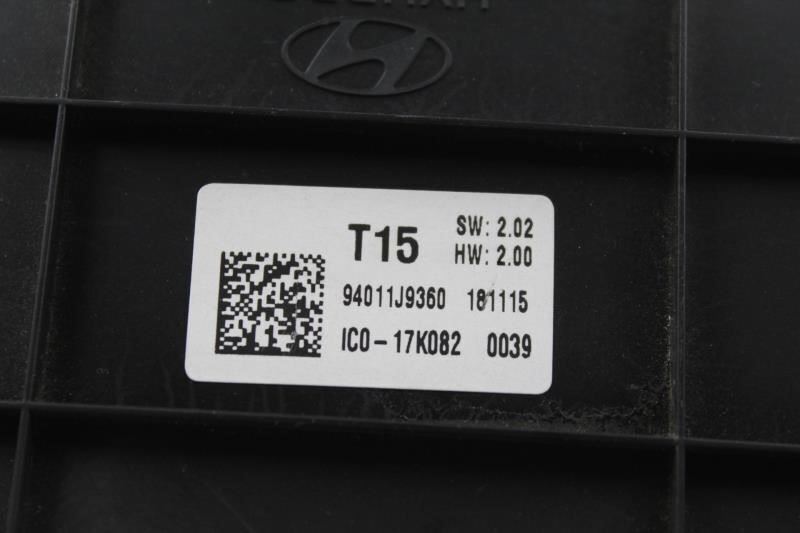 T15 SW: 2.02
HW: 2.00
94011J9360 181115
IC0-17K082 0039